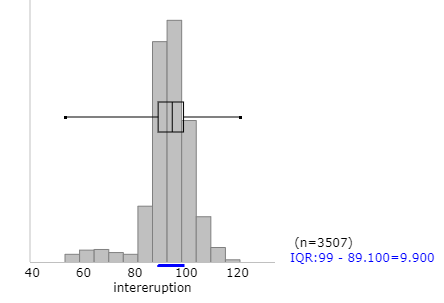 (n=3507)
IQR:99 - 89.100=9.900
40 60 80 100 120
intereruption